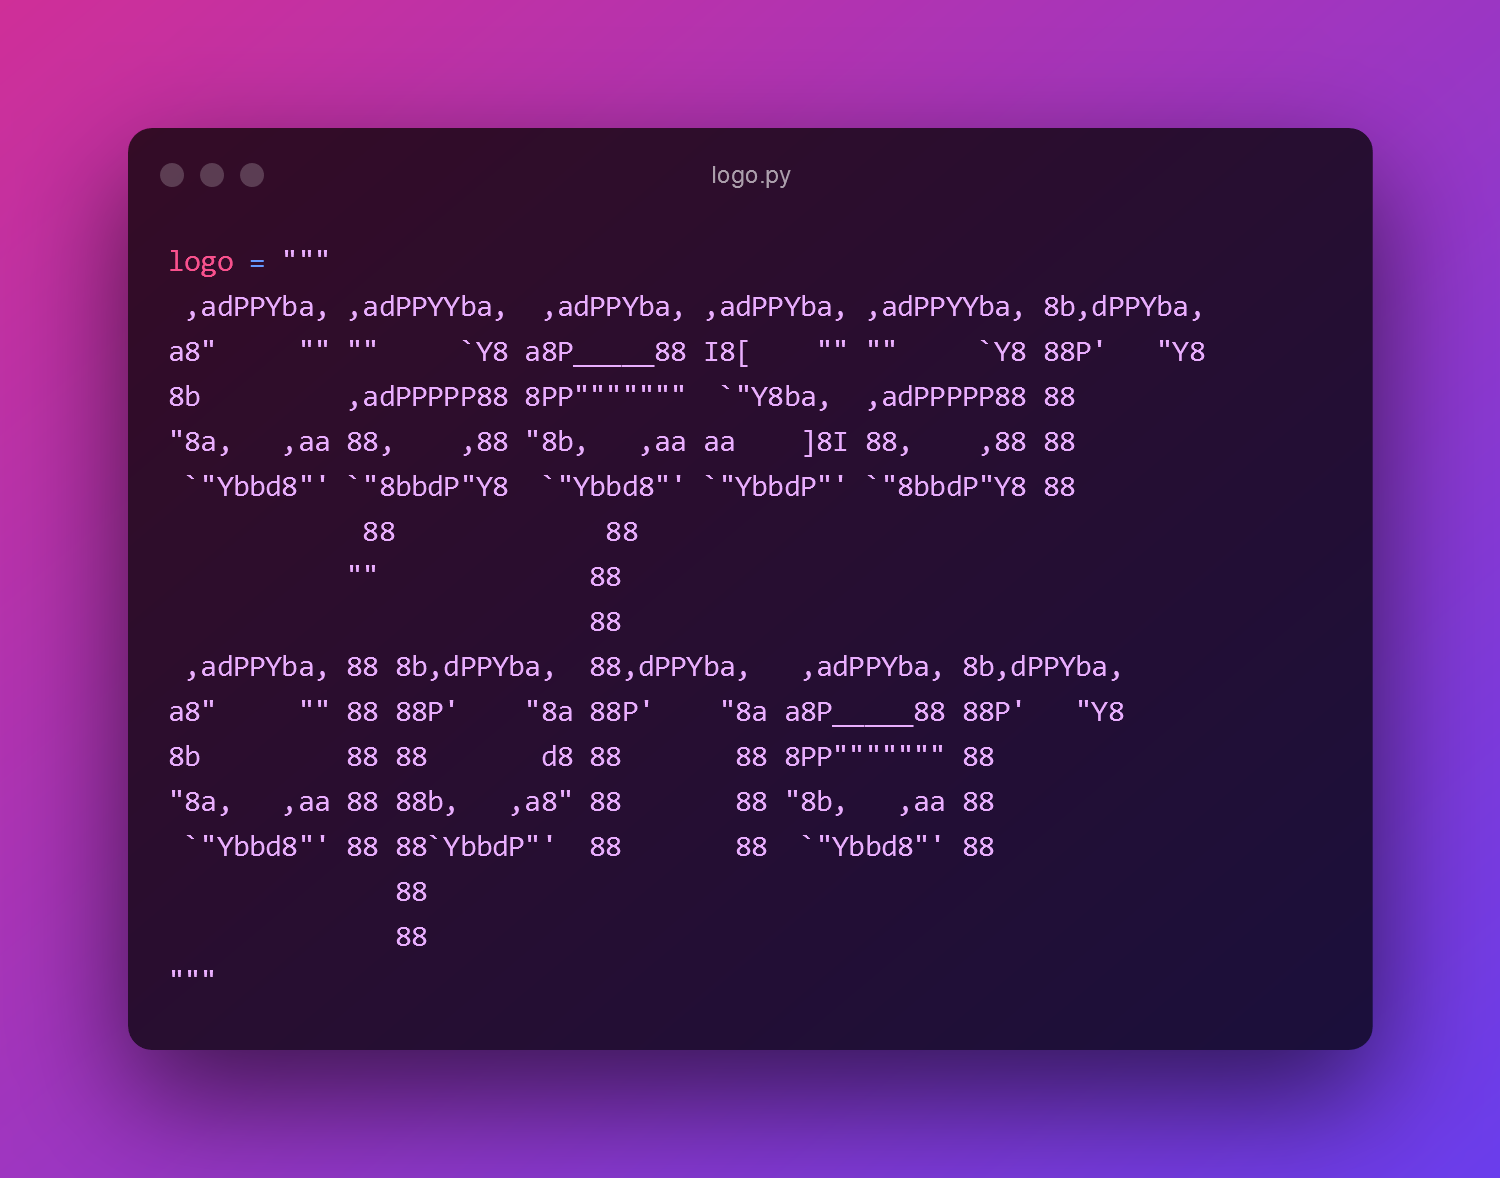 logo.py
logo = """
 ,adPPYba, ,adPPYYba,  ,adPPYba, ,adPPYba, ,adPPYYba, 8b,dPPYba,
a8"     "" ""     `Y8 a8P_____88 I8[    "" ""     `Y8 88P'   "Y8
8b         ,adPPPPP88 8PP"""""""  `"Y8ba,  ,adPPPPP88 88
"8a,   ,aa 88,    ,88 "8b,   ,aa aa    ]8I 88,    ,88 88
 `"Ybbd8"' `"8bbdP"Y8  `"Ybbd8"' `"YbbdP"' `"8bbdP"Y8 88
            88             88
           ""             88
                          88
 ,adPPYba, 88 8b,dPPYba,  88,dPPYba,   ,adPPYba, 8b,dPPYba,
a8"     "" 88 88P'    "8a 88P'    "8a a8P_____88 88P'   "Y8
8b         88 88       d8 88       88 8PP""""""" 88
"8a,   ,aa 88 88b,   ,a8" 88       88 "8b,   ,aa 88
 `"Ybbd8"' 88 88`YbbdP"'  88       88  `"Ybbd8"' 88
              88
              88
"""